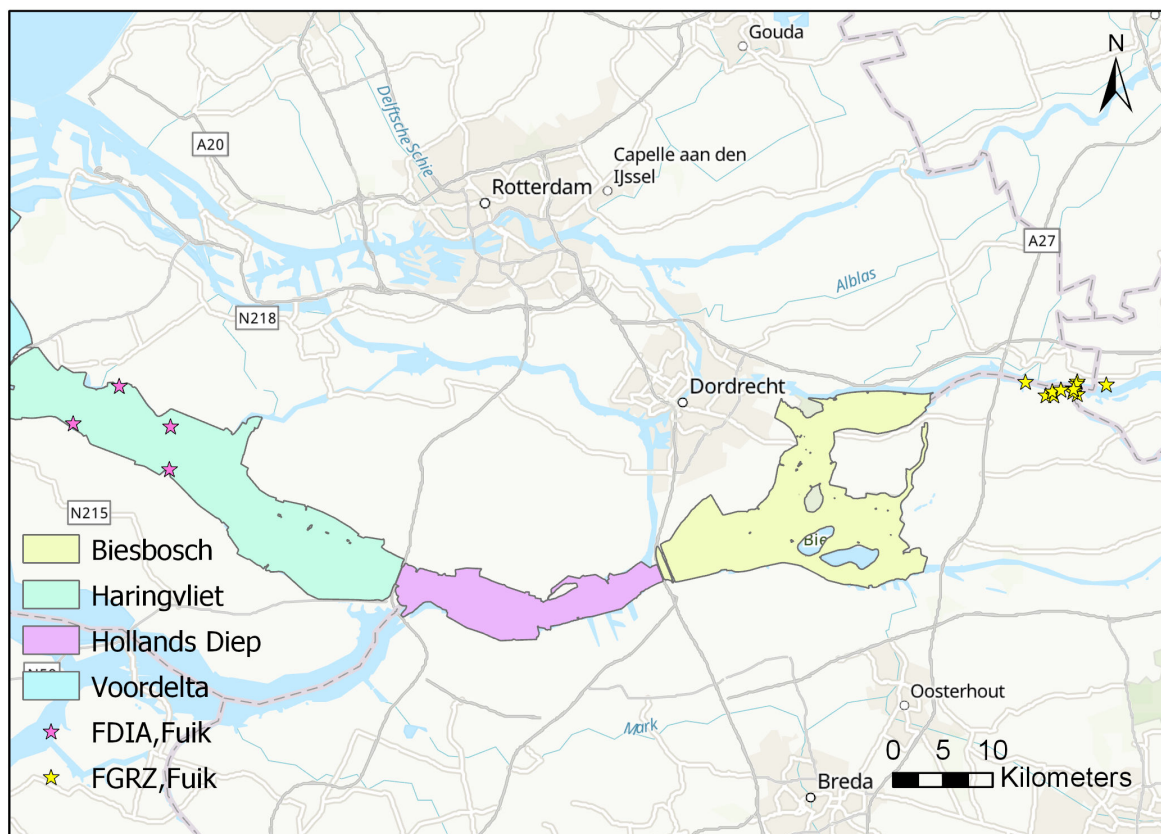 Gouda
N
Delftsche Schie
A20
Capelle aan den
IJssel
Rotterdam
A27
Alblas
N218
Dordrecht
N215
Biesbosch
Bie
Haringvliet
Hollands Diep
Voordelta
Oosterhout
FDIA,Fuik
Mark
0 5 10
Kilometers
FGRZ,Fuik
Breda